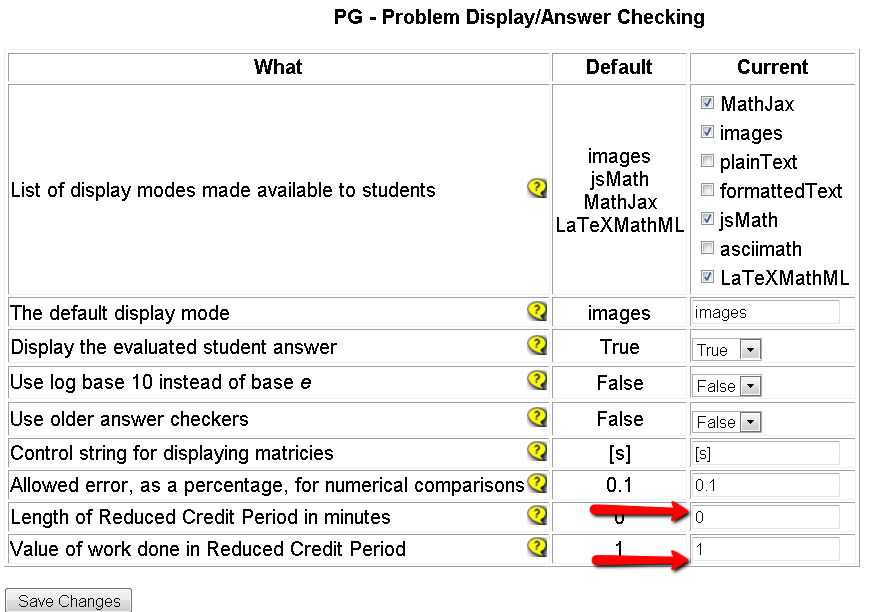 PG - Problem Display/Answer Checking
What Default Current
List of display modes made available to students ?
images
jsMath
MathJax
LaTeXMathML
MathJax
images
plainText
formattedText
jsMath
asciimath
LaTeXMathML
The default display mode ? images images
Display the evaluated student answer ? True True
Use log base 10 instead of base e ? False False
Use older answer checkers ? False False
Control string for displaying matricies ? [s] [s]
Allowed error, as a percentage, for numerical comparisons ? 0.1 0.1
Length of Reduced Credit Period in minutes ? 0 0
Value of work done in Reduced Credit Period ? 1 1
Save Changes